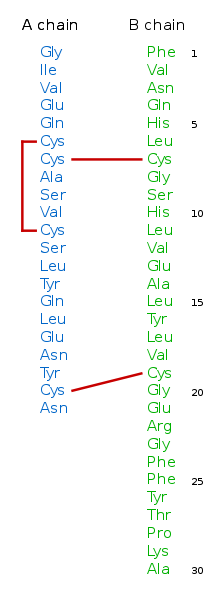 A chain B chain
Gly Phe 1
Ile Val
Val Asn
Glu Gln
Gln His 5
Cys Leu
Cys Cys
Ala Gly
Ser Ser
Val His 10
Cys Leu
Ser Val
Leu Glu
Tyr Ala
Gln Leu 15
Leu Tyr
Glu Leu
Asn Val
Tyr Cys
Cys Gly 20
Asn Glu
Arg
Gly
Phe
Phe 25
Tyr
Thr
Pro
Lys
Ala 30